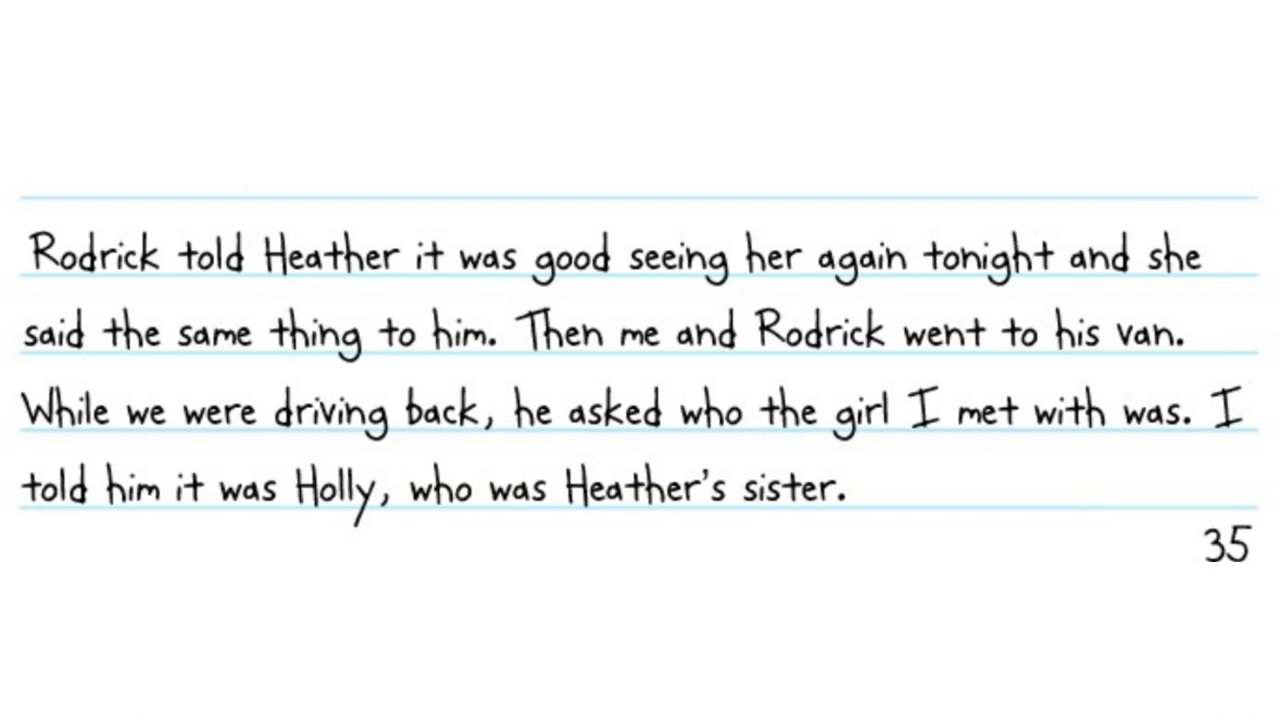 Rodrick told Heather it was good seeing her again tonight and she
said the same thing to him. Then me and Rodrick went to his van.
While we were driving back, he asked who the girl I met with was. I
told him it was Holly, who was Heather's sister.
35